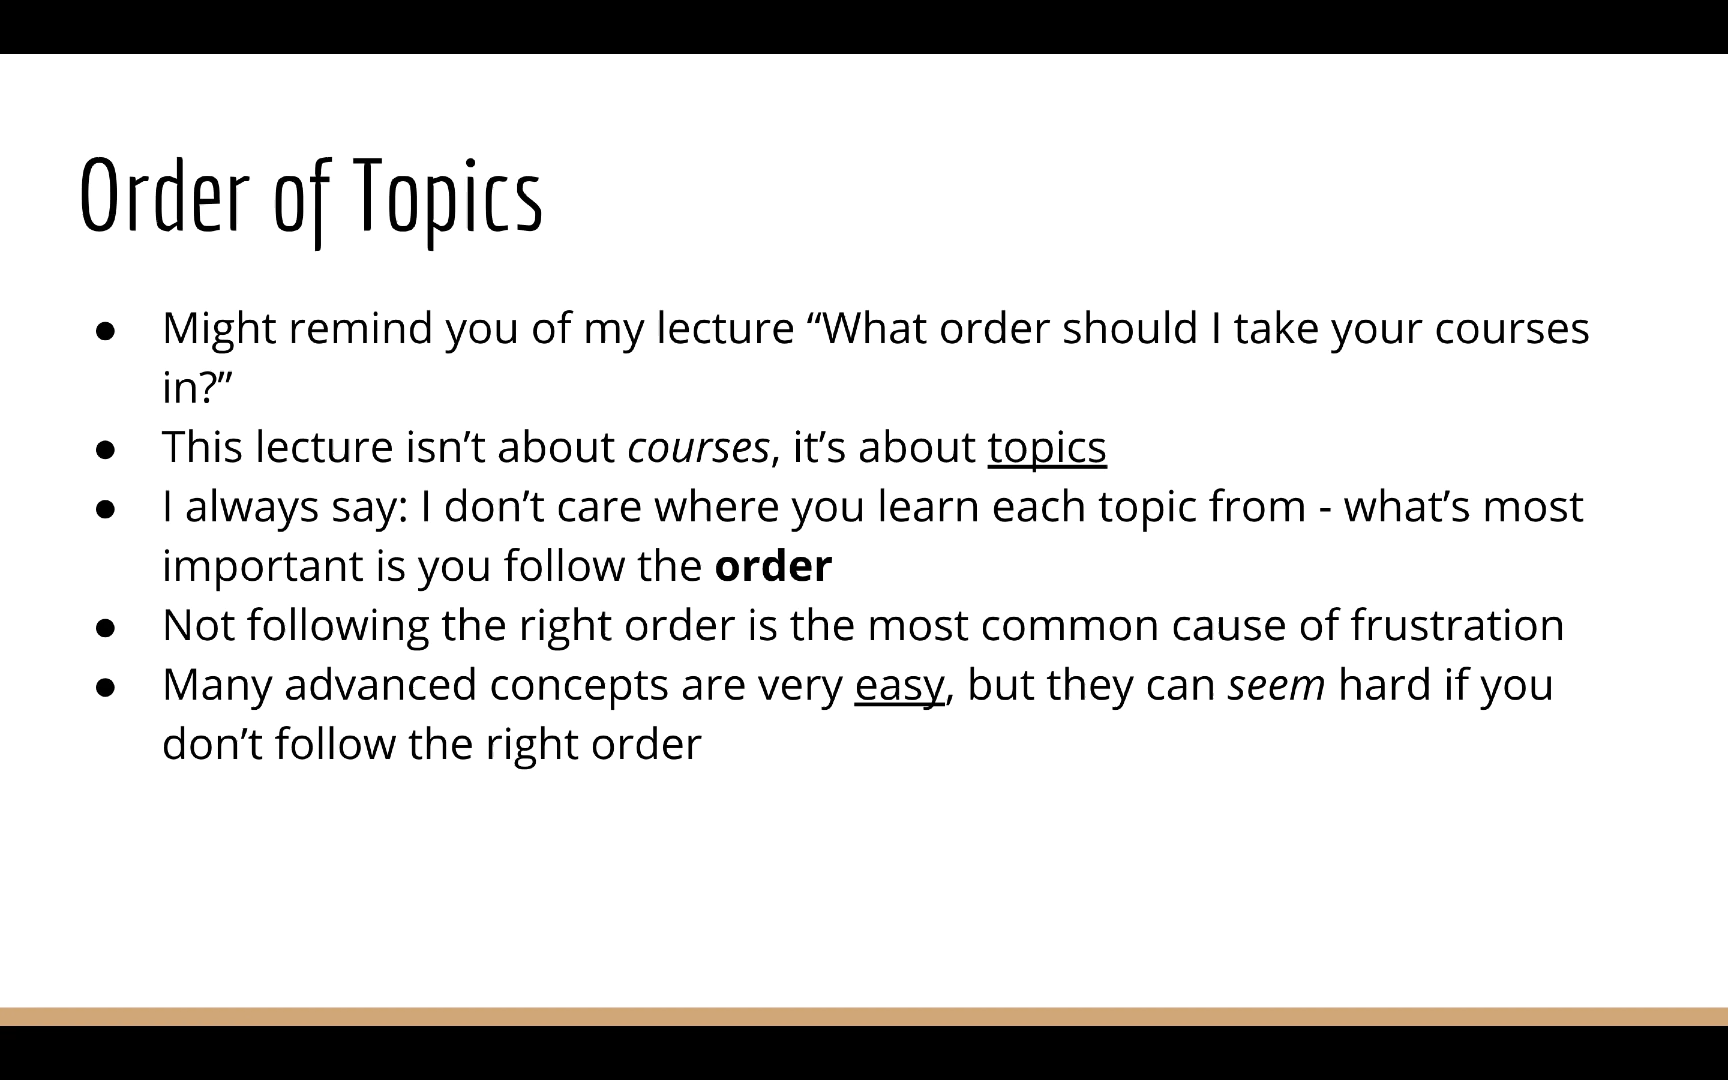 Order of Topics
● Might remind you of my lecture “What order should I take your courses
in?”
● This lecture isn’t about courses, it’s about topics
● I always say: I don’t care where you learn each topic from - what’s most
important is you follow the order
● Not following the right order is the most common cause of frustration
● Many advanced concepts are very easy, but they can seem hard if you
don’t follow the right order